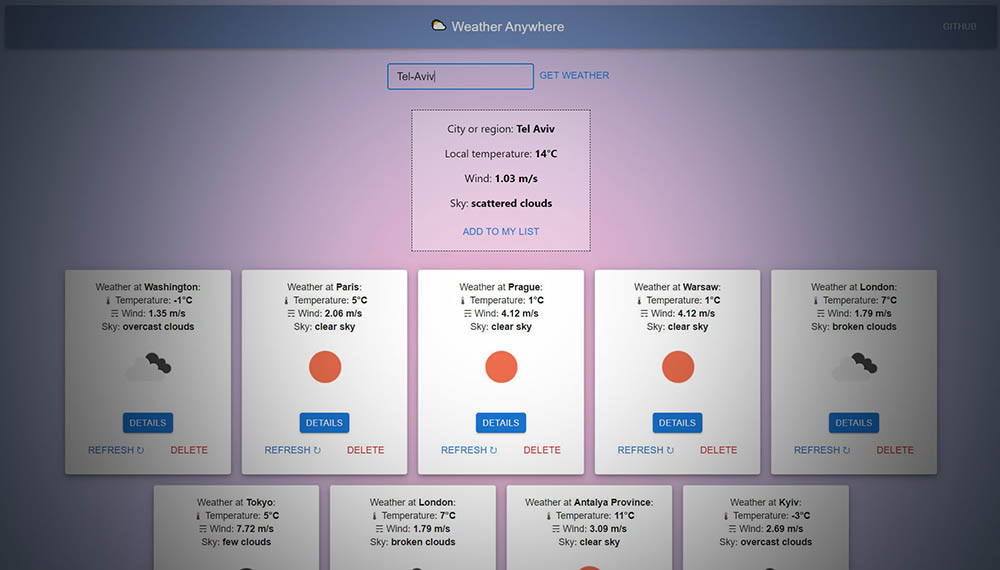 Weather Anywhere
GITHUB
Tel-Aviv
GET WEATHER
City or region: Tel Aviv
Local temperature: 14°C
Wind: 1.03 m/s
Sky: scattered clouds
ADD TO MY LIST
Weather at Washington:
Temperature: -1°C
Wind: 1.35 m/s
Sky: overcast clouds
DETAILS
REFRESH ↻ DELETE
Weather at Paris:
Temperature: 5°C
Wind: 2.06 m/s
Sky: clear sky
DETAILS
REFRESH ↻ DELETE
Weather at Prague:
Temperature: 1°C
Wind: 4.12 m/s
Sky: clear sky
DETAILS
REFRESH ↻ DELETE
Weather at Warsaw:
Temperature: 1°C
Wind: 4.12 m/s
Sky: clear sky
DETAILS
REFRESH ↻ DELETE
Weather at London:
Temperature: 7°C
Wind: 1.79 m/s
Sky: broken clouds
DETAILS
REFRESH ↻ DELETE
Weather at Tokyo:
Temperature: 5°C
Wind: 7.72 m/s
Sky: few clouds
Weather at London:
Temperature: 7°C
Wind: 1.79 m/s
Sky: broken clouds
Weather at Antalya Province:
Temperature: 11°C
Wind: 3.09 m/s
Sky: clear sky
Weather at Kyiv:
Temperature: -3°C
Wind: 2.69 m/s
Sky: overcast clouds